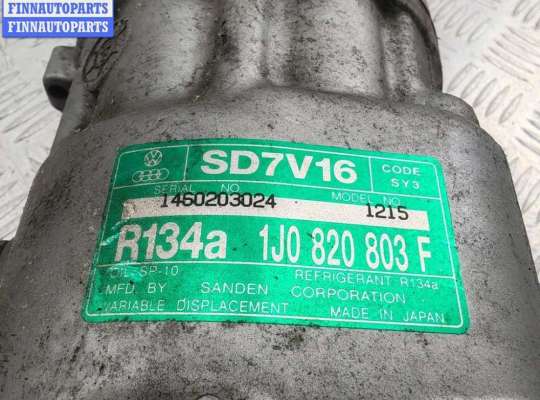 FINNAUTOPARTS
FINNAUTOPARTS
SD7V16
CODE
SY3
SERIAL NO.
MODEL NO.
1460203024
1215
R134a 1J0 820 803 F
OIL-SP-10
REFRIGERANT R134a
MFD. BY SANDEN CORPORATION
VARIABLE DISPLACEMENT MADE IN JAPAN